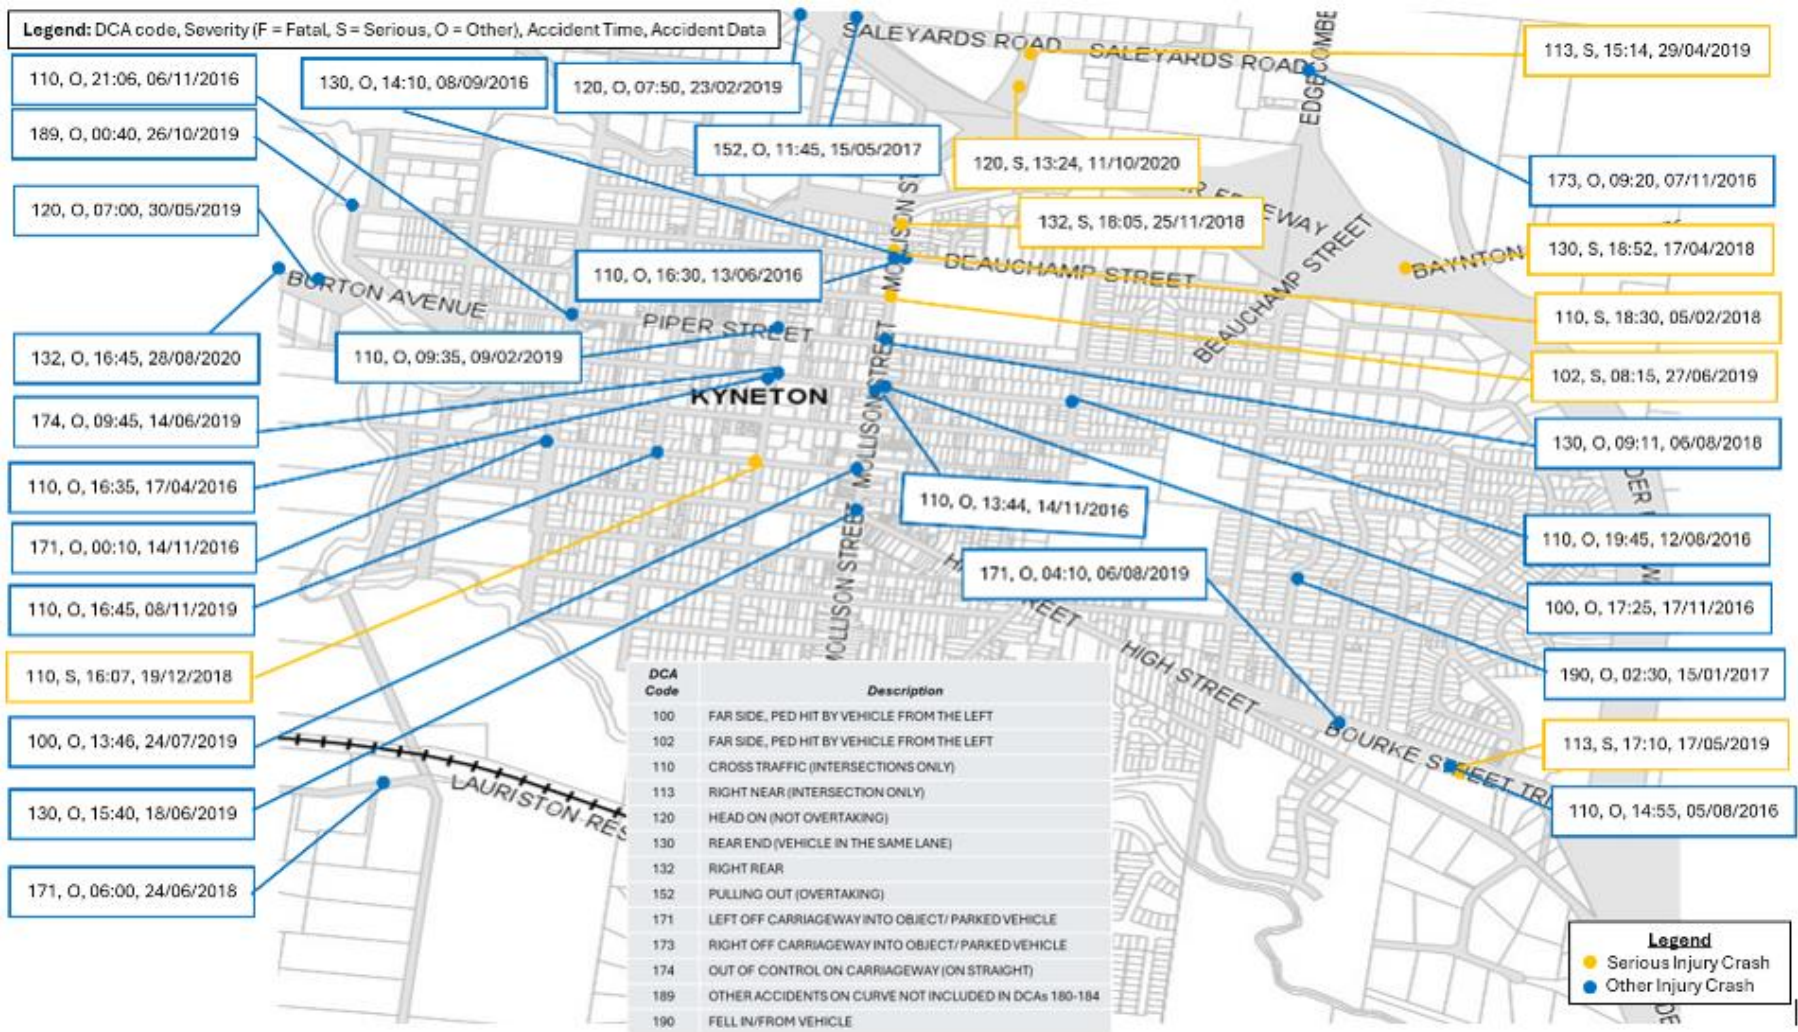 Legend: DCA code, Severity (F = Fatal, S = Serious, O = Other), Accident Time, Accident Data
110, O, 21:06, 06/11/2016
130, O, 14:10, 08/09/2016
120, O, 07:50, 23/02/2019
SALEYARDS ROAD
SALEYARDS ROAD
EDGECOMBE
113, S, 15:14, 29/04/2019
189, O, 00:40, 26/10/2019
152, O, 11:45, 15/05/2017
120, S, 13:24, 11/10/2020
173, O, 09:20, 07/11/2016
120, O, 07:00, 30/05/2019
MOLLISON ST
132, S, 18:05, 25/11/2018
EEWAY
130, S, 18:52, 17/04/2018
BAYNTON
110, O, 16:30, 13/06/2016
BEAUCHAMP STREET
BEAUCHAMP STREET
BURTON AVENUE
110, S, 18:30, 05/02/2018
PIPER STREET
132, O, 16:45, 28/08/2020
110, O, 09:35, 09/02/2019
102, S, 08:15, 27/06/2019
KYNETON
MOLLISON STREET
174, O, 09:45, 14/06/2019
130, O, 09:11, 06/08/2018
110, O, 16:35, 17/04/2016
110, O, 13:44, 14/11/2016
DER
W
171, O, 00:10, 14/11/2016
110, O, 19:45, 12/08/2016
MOLLISON STREET
171, O, 04:10, 06/08/2019
REET
110, O, 16:45, 08/11/2019
100, O, 17:25, 17/11/2016
110, S, 16:07, 19/12/2018
HIGH STREET
190, O, 02:30, 15/01/2017
100, O, 13:46, 24/07/2019
BOURKE STREET TRE
113, S, 17:10, 17/05/2019
130, O, 15:40, 18/06/2019
LAURISTON RES
110, O, 14:55, 05/08/2016
171, O, 06:00, 24/06/2018
DCA Code Description
100 FAR SIDE, PED HIT BY VEHICLE FROM THE LEFT
102 FAR SIDE, PED HIT BY VEHICLE FROM THE LEFT
110 CROSS TRAFFIC (INTERSECTIONS ONLY)
113 RIGHT NEAR (INTERSECTION ONLY)
120 HEAD ON (NOT OVERTAKING)
130 REAR END (VEHICLE IN THE SAME LANE)
132 RIGHT REAR
152 PULLING OUT (OVERTAKING)
171 LEFT OFF CARRIAGEWAY INTO OBJECT/ PARKED VEHICLE
173 RIGHT OFF CARRIAGEWAY INTO OBJECT/ PARKED VEHICLE
174 OUT OF CONTROL ON CARRIAGEWAY (ON STRAIGHT)
189 OTHER ACCIDENTS ON CURVE NOT INCLUDED IN DCAs 180-184
190 FELL IN/FROM VEHICLE
Legend
Serious Injury Crash
Other Injury Crash